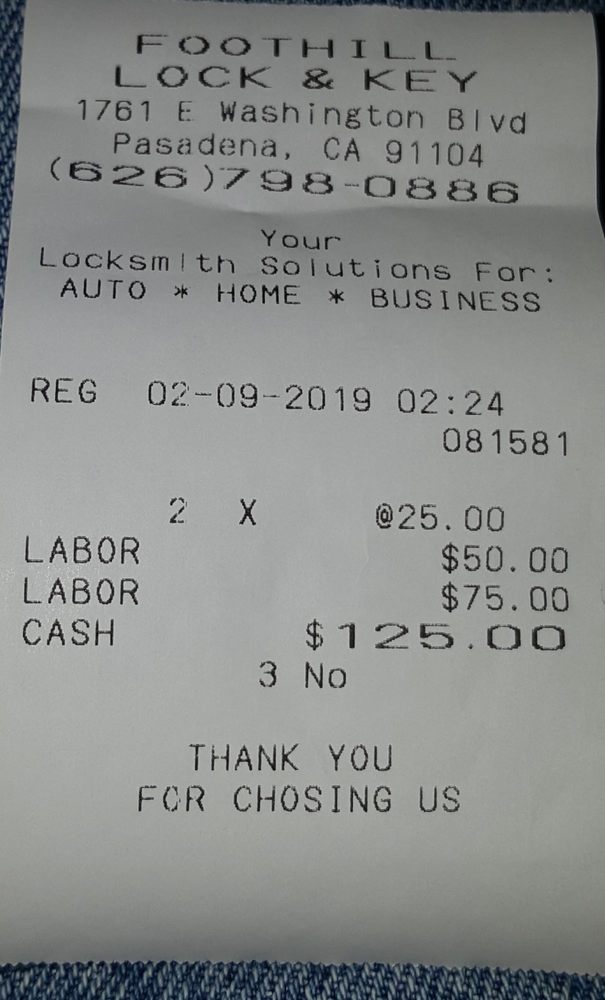 FOOTHILL
LOCK & KEY
1761 E Washington Blvd
Pasadena, CA 91104
(626)798-0886
Your
Locksmith Solutions For:
AUTO * HOME * BUSINESS
REG 02-09-2019 02:24
081581
2 X @25.00
LABOR $50.00
LABOR $75.00
CASH $125.00
3 No
THANK YOU
FOR CHOSING US